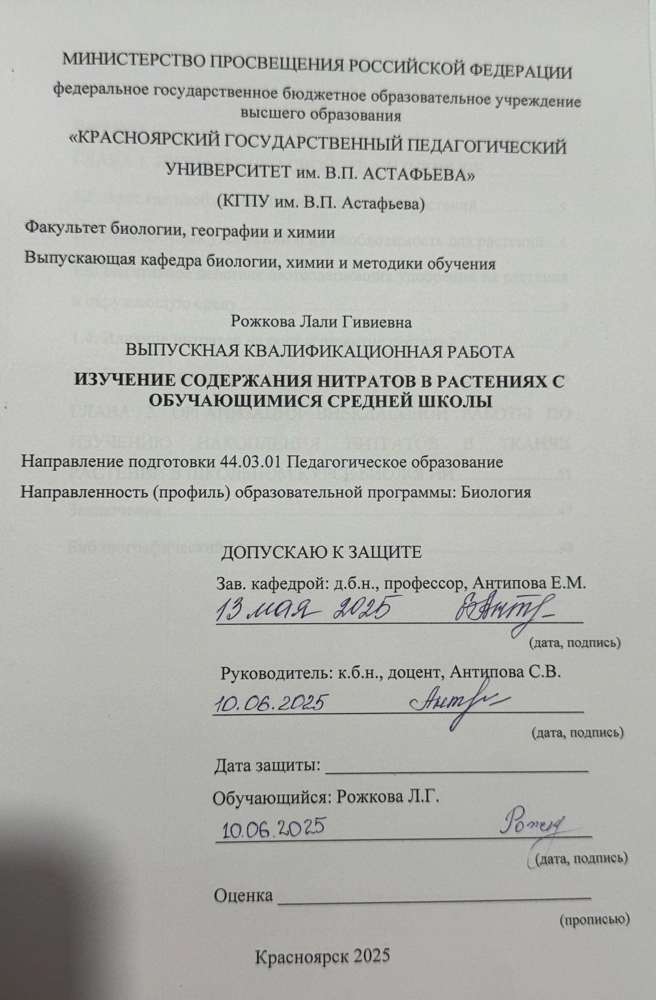 МИНИСТЕРСТВО ПРОСВЕЩЕНИЯ РОССИЙСКОЙ ФЕДЕРАЦИИ
федеральное государственное бюджетное образовательное учреждение
высшего образования
«КРАСНОЯРСКИЙ ГОСУДАРСТВЕННЫЙ ПЕДАГОГИЧЕСКИЙ
УНИВЕРСИТЕТ им. В.П. АСТАФЬЕВА»
(КГПУ им. В.П. Астафьева)
Факультет биологии, географии и химии
Выпускающая кафедра биологии, химии и методики обучения
Рожкова Лали Гивиевна
ВЫПУСКНАЯ КВАЛИФИКАЦИОННАЯ РАБОТА
ИЗУЧЕНИЕ СОДЕРЖАНИЯ НИТРАТОВ В РАСТЕНИЯХ С
ОБУЧАЮЩИМИСЯ СРЕДНЕЙ ШКОЛЫ
Направление подготовки 44.03.01 Педагогическое образование
Направленность (профиль) образовательной программы: Биология
ДОПУСКАЮ К ЗАЩИТЕ
Зав. кафедрой: д.б.н., профессор, Антипова Е.М.
13 мая 2025
(дата, подпись)
Руководитель: к.б.н., доцент, Антипова С.В.
10.06.2025
(дата, подпись)
Дата защиты:
Обучающийся: Рожкова Л.Г.
10.06.2025
(дата, подпись)
Оценка
(прописью)
Красноярск 2025